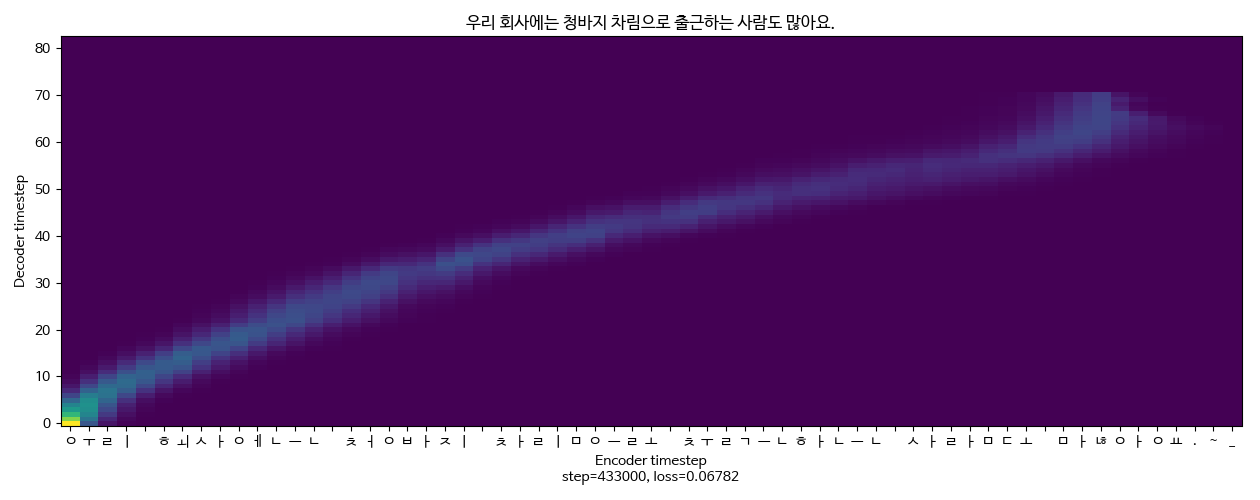 우리 회사에는 청바지 차림으로 출근하는 사람도 많아요.
80
70
60
50
40
30
20
10
0
Decoder timestep
ㅇ ㅜ ㄹ ㅣ ㅎ ㅚ ㅅ ㅏ ㅇ ㅔ ㄴ ㅡ ㄴ ㅊ ㅓ ㅇ ㅂ ㅏ ㅈ ㅣ ㅊ ㅏ ㄹ ㅣ ㅁ ㅇ ㅡ ㄹ ㅗ ㅊ ㅜ ㄹ ㄱ ㅡ ㄴ ㅎ ㅏ ㄴ ㅡ ㄴ ㅅ ㅏ ㄹ ㅏ ㅁ ㄷ ㅗ ㅁ ㅏ ㄶ ㅇ ㅏ ㅇ ㅛ . ~ _
Encoder timestep
step=433000, loss=0.06782